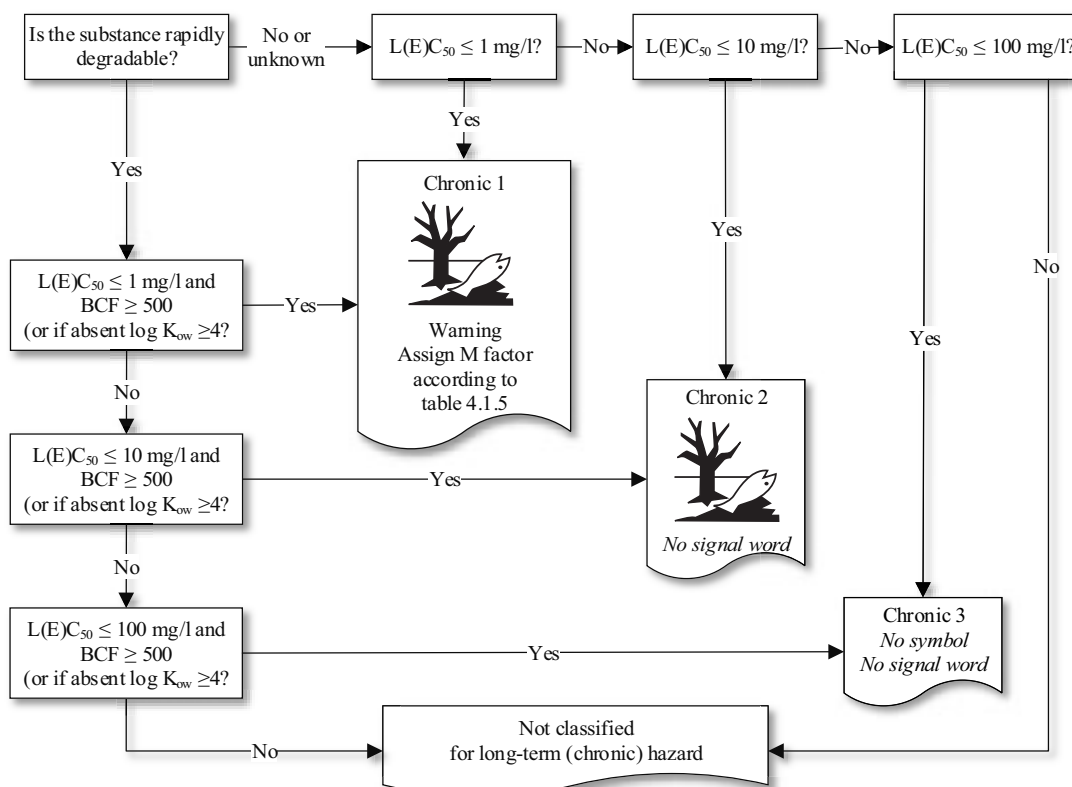 Is the substance rapidly
degradable?
No or
unknown
L(E)C₅₀ ≤ 1 mg/l?
No
L(E)C₅₀ ≤ 10 mg/l?
No
L(E)C₅₀ ≤ 100 mg/l?
Yes
Yes
Chronic 1
Warning
Assign M factor
according to
table 4.1.5
Yes
No
L(E)C₅₀ ≤ 1 mg/l and
BCF ≥ 500
(or if absent log Kₒw ≥4?
Yes
Yes
No
Chronic 2
No signal word
L(E)C₅₀ ≤ 10 mg/l and
BCF ≥ 500
(or if absent log Kₒw ≥4?
Yes
No
Chronic 3
No symbol
No signal word
L(E)C₅₀ ≤ 100 mg/l and
BCF ≥ 500
(or if absent log Kₒw ≥4?
Yes
No
Not classified
for long-term (chronic) hazard